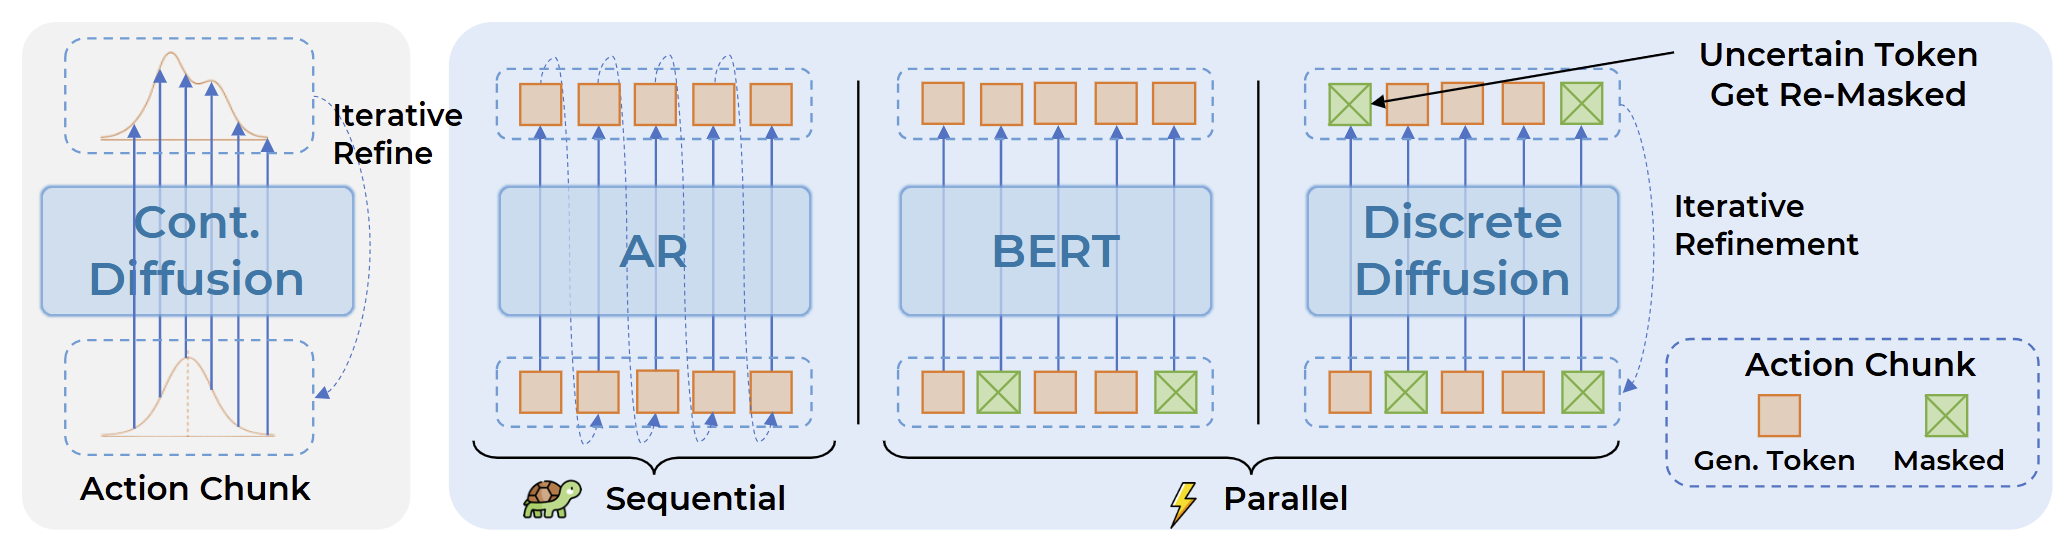 Iterative
Refine
Cont.
Diffusion
Action Chunk
AR
Sequential
BERT
Parallel
Discrete
Diffusion
Uncertain Token
Get Re-Masked
Iterative
Refinement
Action Chunk
Gen. Token
Masked